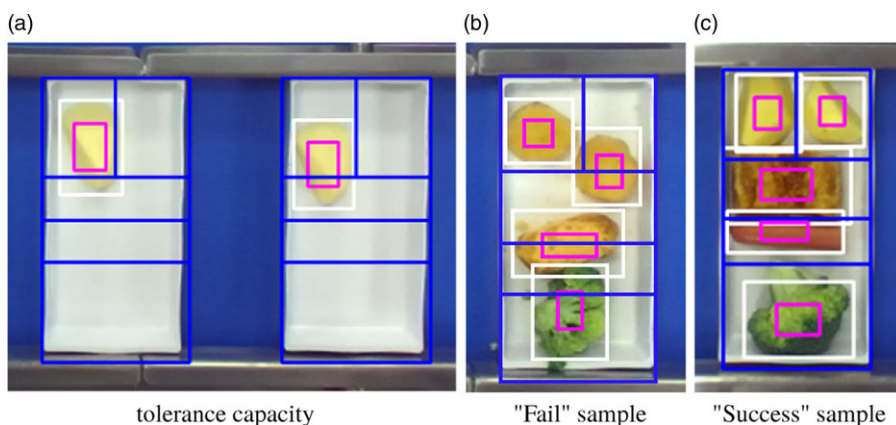 (a)
(b)
(c)
tolerance capacity
"Fail" sample
"Success" sample